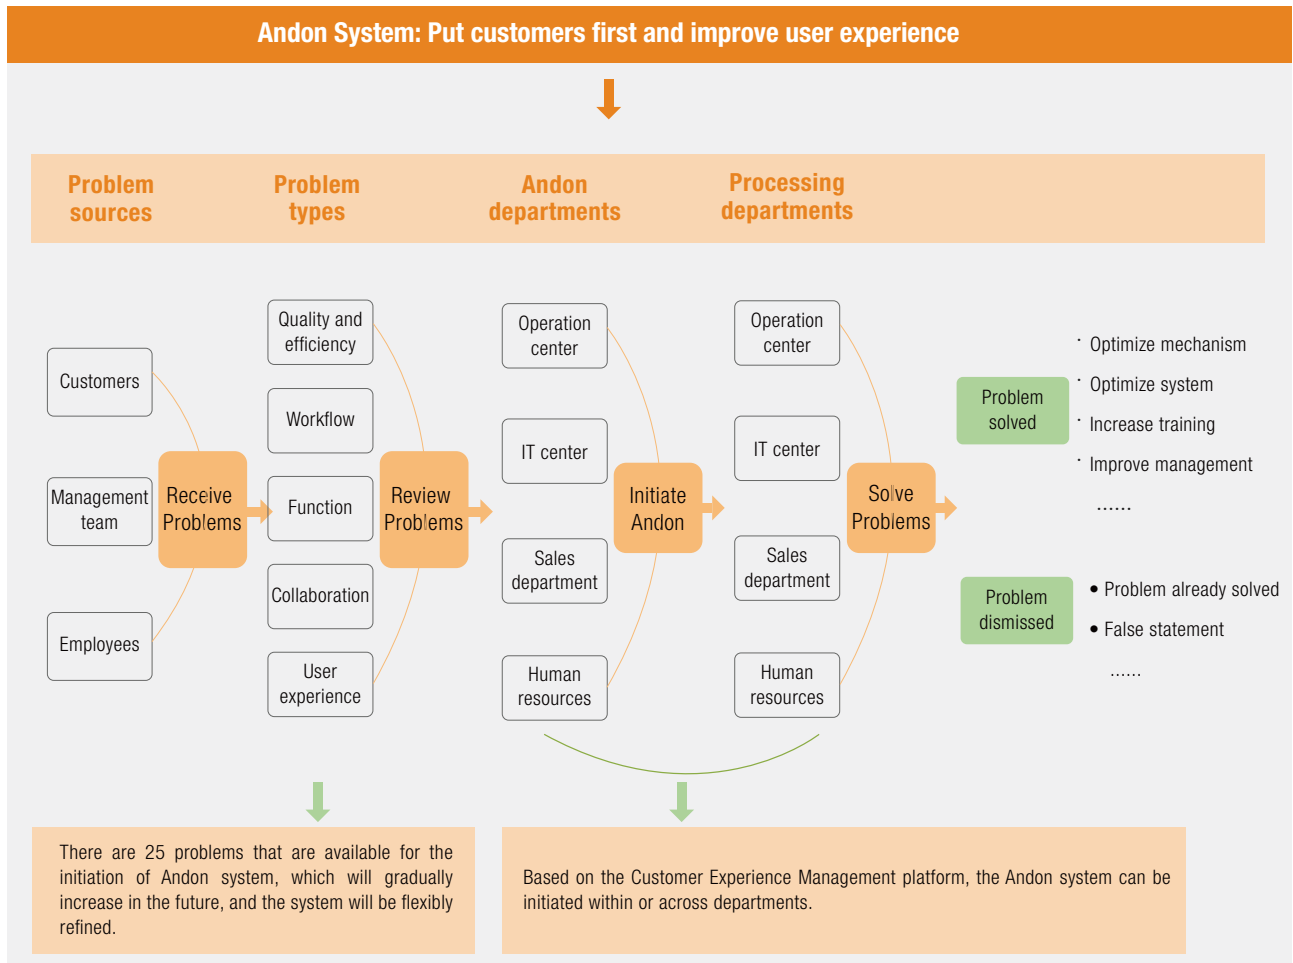 Andon System: Put customers first and improve user experience
Problem
sources
Problem
types
Andon
departments
Processing
departments
Customers
Management
team
Employees
Receive
Problems
Quality and
efficiency
Workflow
Function
Collaboration
User
experience
Review
Problems
Operation
center
IT center
Sales
department
Human
resources
Initiate
Andon
Operation
center
IT center
Sales
department
Human
resources
Solve
Problems
Problem
solved
· Optimize mechanism
· Optimize system
· Increase training
· Improve management
......
Problem
dismissed
• Problem already solved
• False statement
......
There are 25 problems that are available for the
initiation of Andon system, which will gradually
increase in the future, and the system will be flexibly
refined.
Based on the Customer Experience Management platform, the Andon system can be
initiated within or across departments.